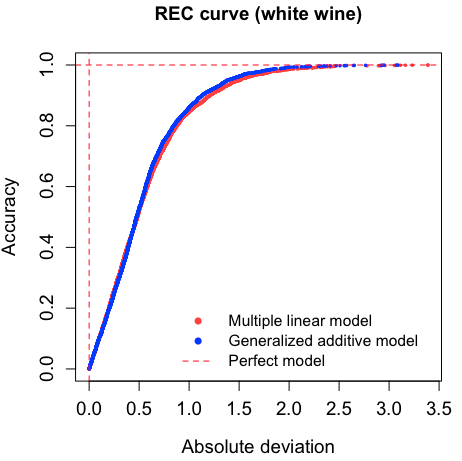 REC curve (white wine)
Accuracy
1.0
0.8
0.6
0.4
0.2
0.0
Multiple linear model
Generalized additive model
Perfect model
0.0 0.5 1.0 1.5 2.0 2.5 3.0 3.5
Absolute deviation